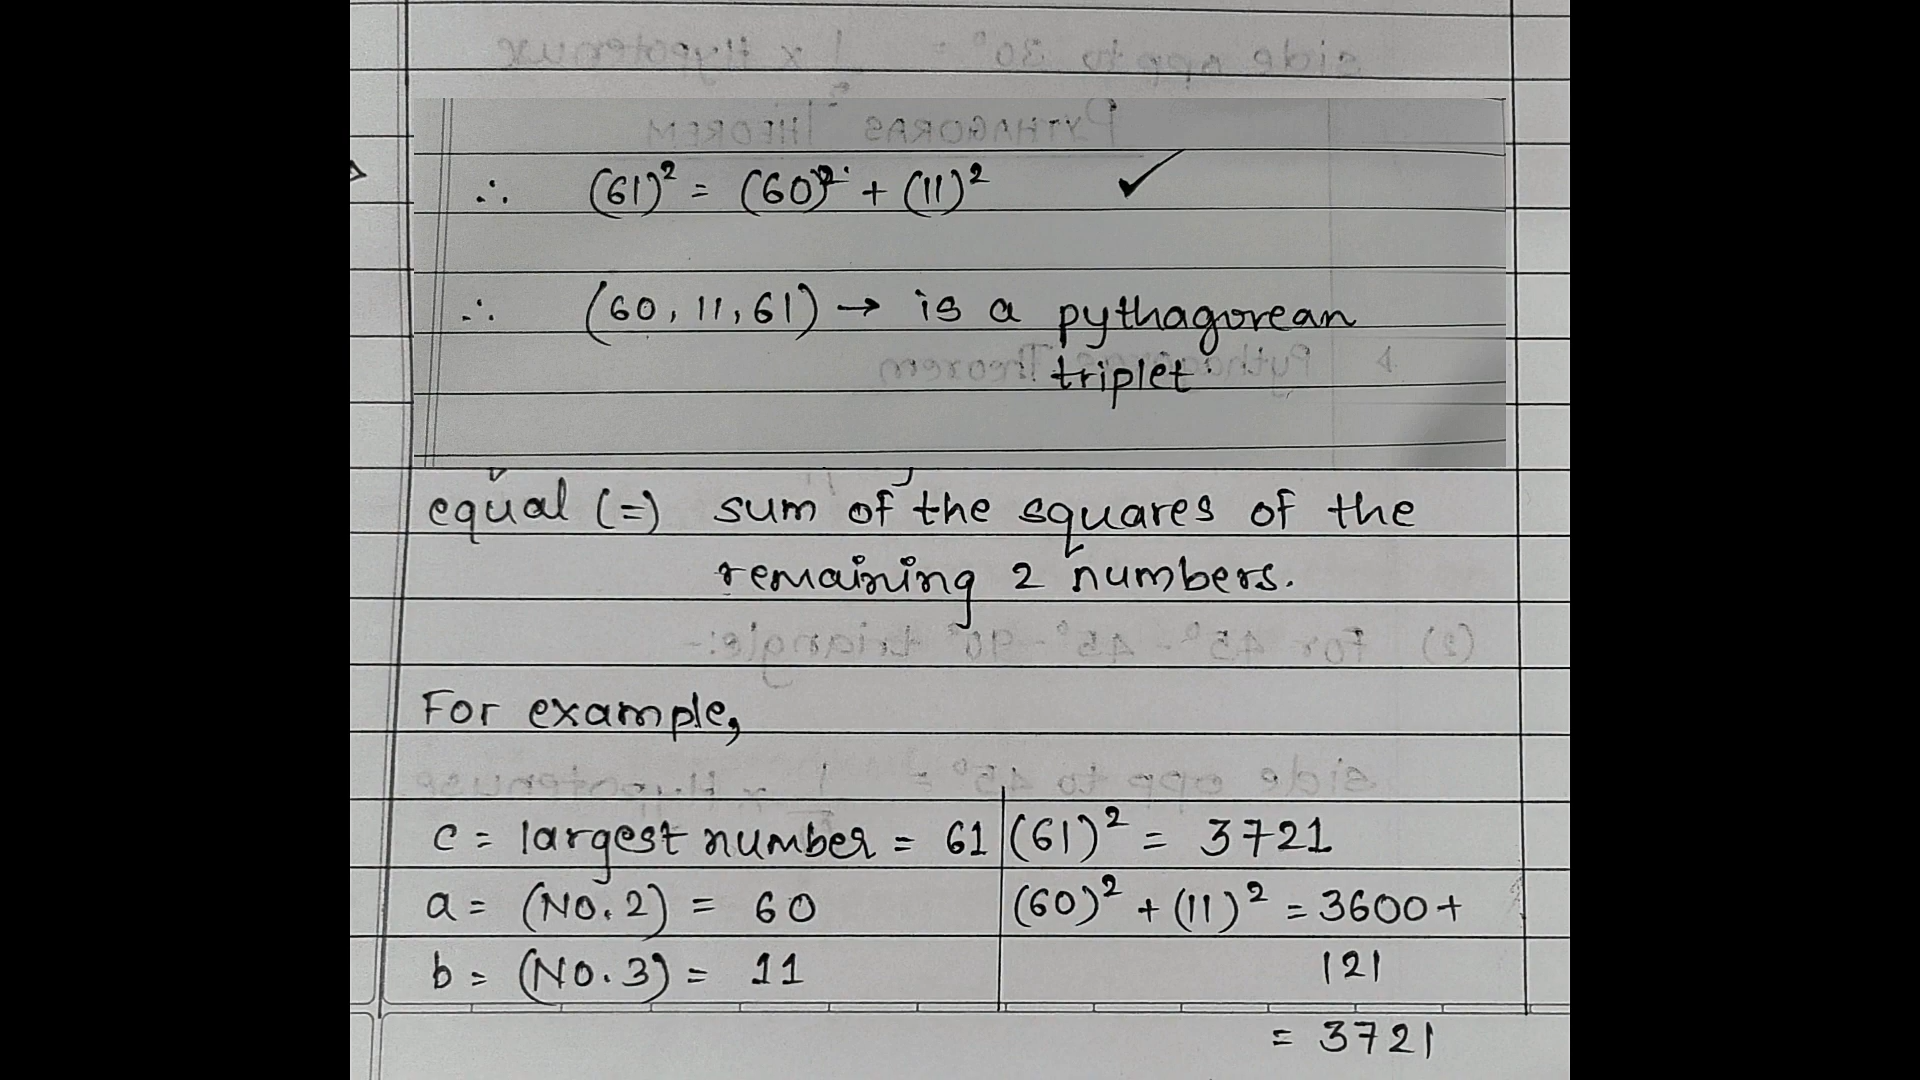 ∴ (61)² = (60)² + (11)² ✓
∴ (60, 11, 61) → is a pythagorean
triplet
equal (=) sum of the squares of the
remaining 2 numbers.
For example,
c = largest number = 61 | (61)² = 3721
a = (No. 2) = 60 | (60)² + (11)² = 3600 +
b = (No. 3) = 11 | 121
= 3721